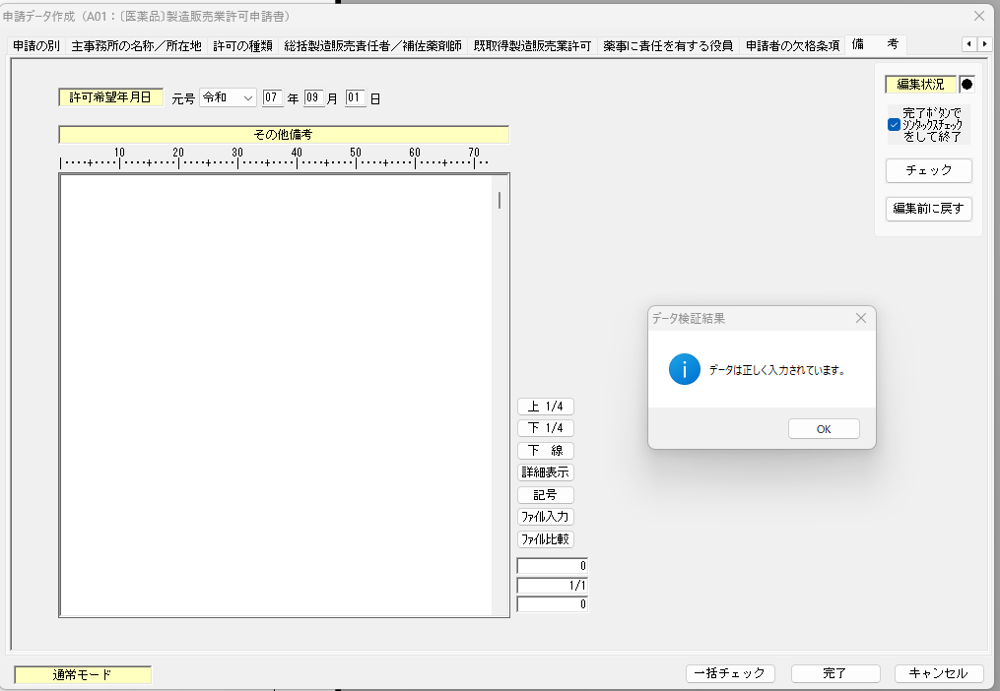 申請データ作成（A01：〔医薬品〕製造販売業許可申請書）
申請の別 主事務所の名称／所在地 許可の種類 総括製造販売責任者／補佐薬剤師 既取得製造販売業許可 薬事に責任を有する役員 申請者の欠格条項 備　考
許可希望年月日 元号 令和 07 年 09 月 01 日
編集状況 ●
完了ボタンで
シンタックスチェック
をして終了
チェック
編集前に戻す
その他備考
10 20 30 40 50 60 70
データ検証結果
データは正しく入力されています。
OK
上 1/4
下 1/4
下　線
詳細表示
記号
ファイル入力
ファイル比較
0
1/1
0
通常モード 一括チェック 完了 キャンセル